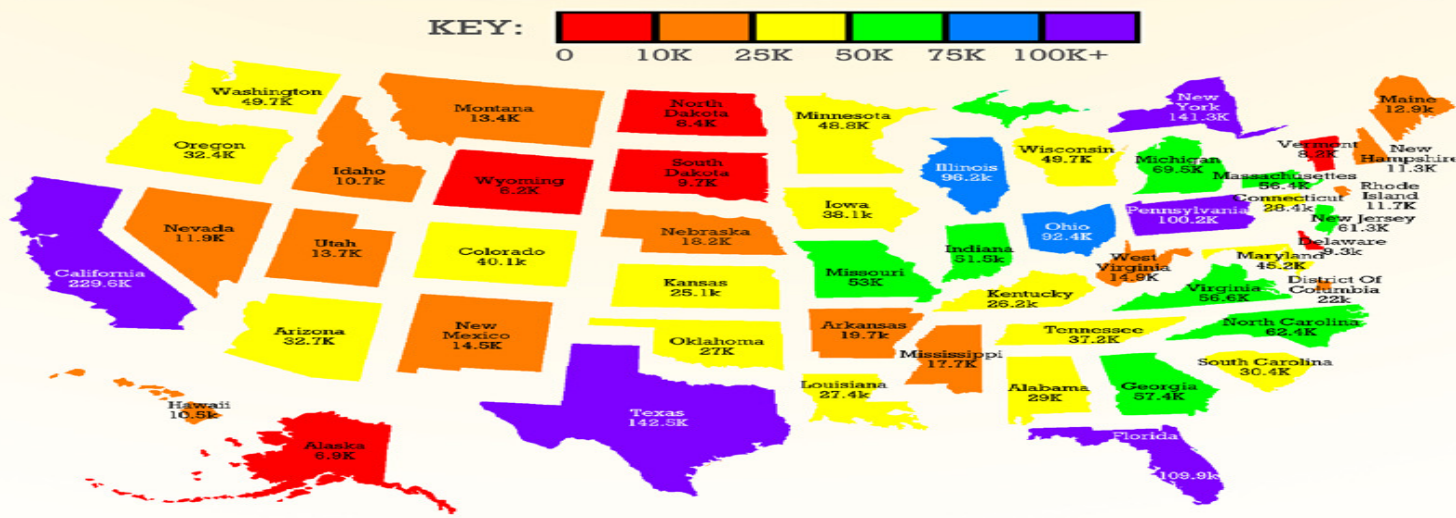 KEY:
0 10K 25K 50K 75K 100K+
Washington
49.7K
Oregon
32.4K
California
229.6K
Nevada
11.9K
Idaho
10.7k
Montana
13.4K
Wyoming
6.2K
Utah
13.7K
Colorado
40.1k
Arizona
32.7K
New
Mexico
14.5K
North
Dakota
8.4K
South
Dakota
9.7K
Nebraska
18.2K
Kansas
25.1k
Oklahoma
27K
Texas
142.5K
Hawaii
10.5k
Alaska
6.9K
Minnesota
48.8K
Iowa
38.1k
Missouri
53K
Arkansas
19.7k
Louisiana
27.4k
Mississippi
17.7K
Illinois
96.2k
Wisconsin
49.7K
Michigan
69.5K
Indiana
51.5k
Ohio
92.4K
Kentucky
26.2k
Tennessee
37.2K
Alabama
29K
Georgia
57.4K
Florida
109.9k
South Carolina
30.4K
North Carolina
62.4K
Virginia
56.6K
West
Virginia
14.9K
Pennsylvania
100.2K
New
York
141.3K
Maine
12.9k
Vermont
8.2K
New
Hampshire
11.3K
Massachusettes
56.4K
Rhode
Island
11.7K
Connecticut
28.4k
New Jersey
61.3K
Delaware
9.3k
Maryland
45.2K
District Of
Columbia
22k